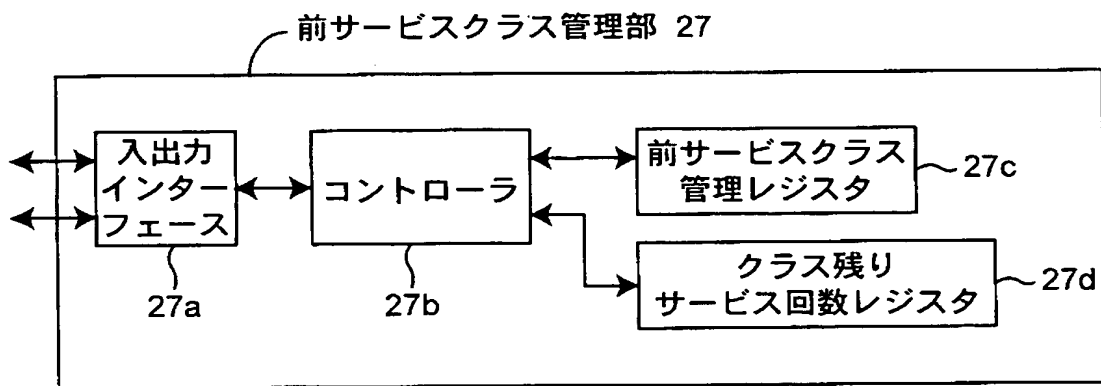 前サービスクラス管理部 27
入出力
インター
フェース
27a
コントローラ
27b
前サービスクラス
管理レジスタ
27c
クラス残り
サービス回数レジスタ
27d